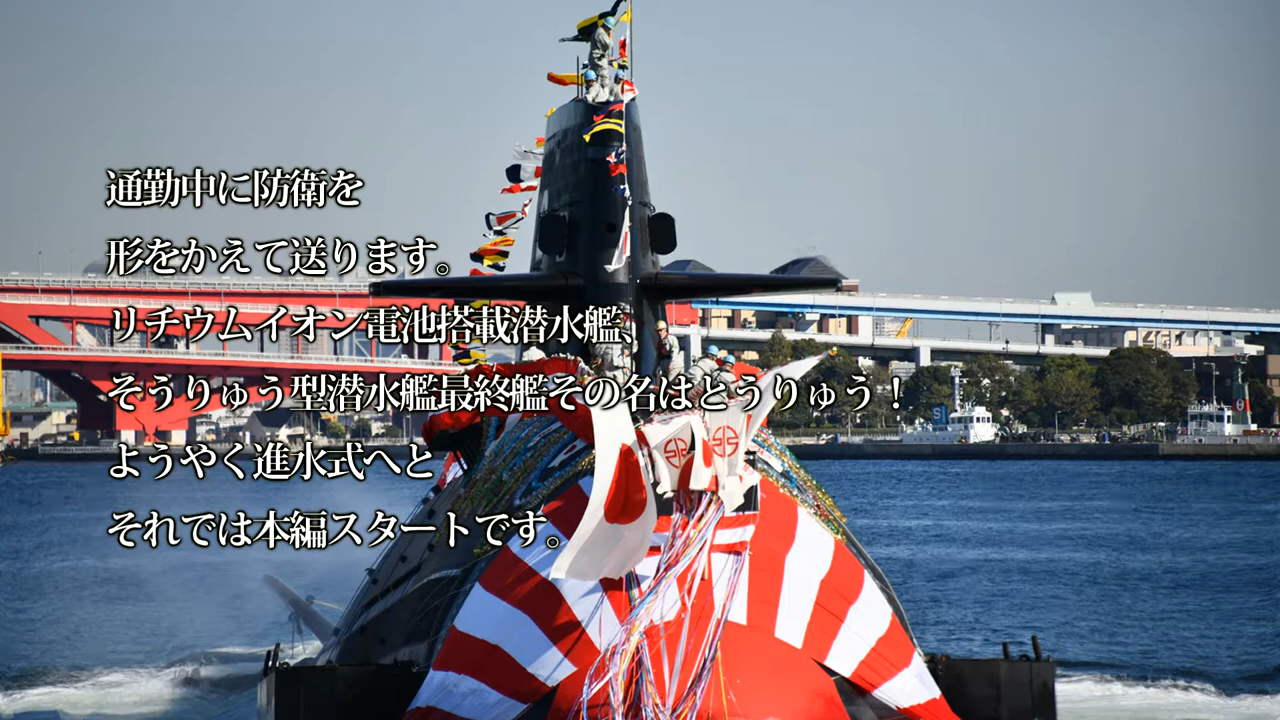 通勤中に防衛を
形をかえて送ります。
リチウムイオン電池搭載潜水艦、
そうりゅう型潜水艦最終艦その名はとうりゅう！
ようやく進水式へと
それでは本編スタートです。